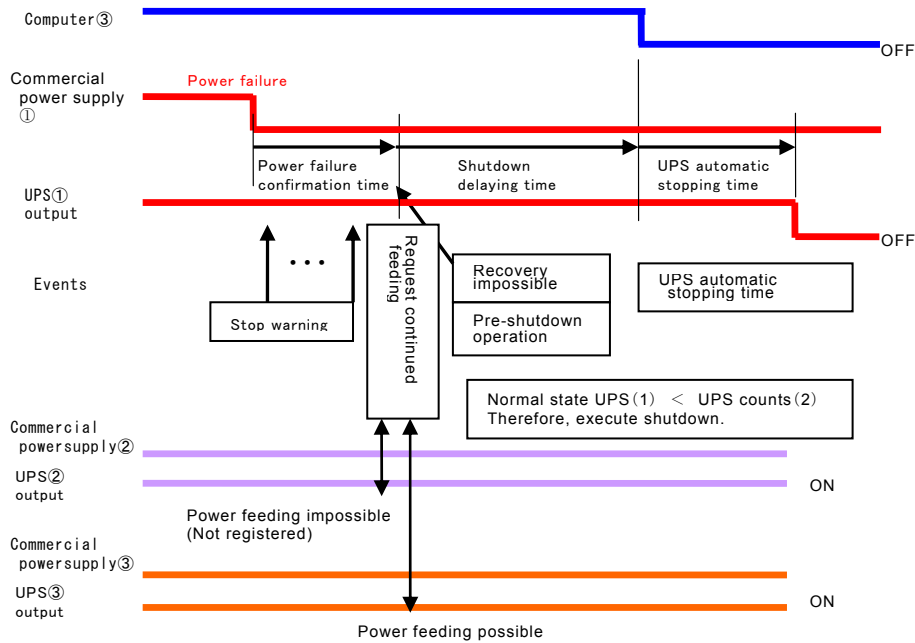 Computer③
OFF
Commercial
power supply
①
Power failure
Power failure
confirmation time
Shutdown
delaying time
UPS automatic
stopping time
UPS①
output
OFF
Events
• • •
Stop warning
Request continued
feeding
Recovery
impossible
Pre-shutdown
operation
UPS automatic
stopping time
Normal state UPS(1) < UPS counts(2)
Therefore, execute shutdown.
Commercial
powersupply②
UPS②
output
ON
Power feeding impossible
(Not registered)
Commercial
powersupply③
UPS③
output
ON
Power feeding possible